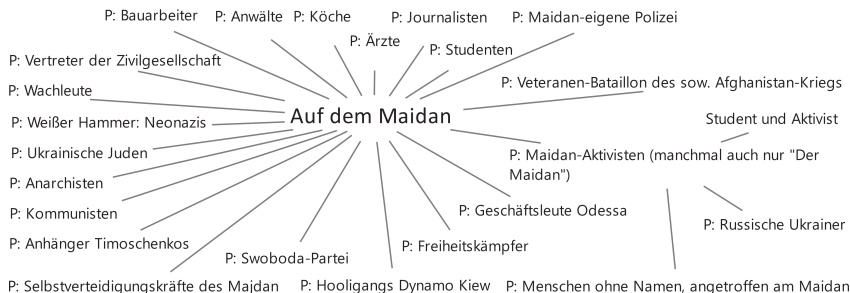 P: Bauarbeiter
P: Anwälte
P: Köche
P: Journalisten
P: Maidan-eigene Polizei
P: Ärzte
P: Studenten
P: Vertreter der Zivilgesellschaft
P: Veteranen-Bataillon des sow. Afghanistan-Kriegs
P: Wachleute
Auf dem Maidan
Student und Aktivist
P: Weißer Hammer: Neonazis
P: Ukrainische Juden
P: Maidan-Aktivisten (manchmal auch nur "Der
Maidan")
P: Anarchisten
P: Kommunisten
P: Geschäftsleute Odessa
P: Russische Ukrainer
P: Anhänger Timoschenkos
P: Freiheitskämpfer
P: Swoboda-Partei
P: Selbstverteidigungskräfte des Majdan
P: Hooligangs Dynamo Kiew
P: Menschen ohne Namen, angetroffen am Maidan